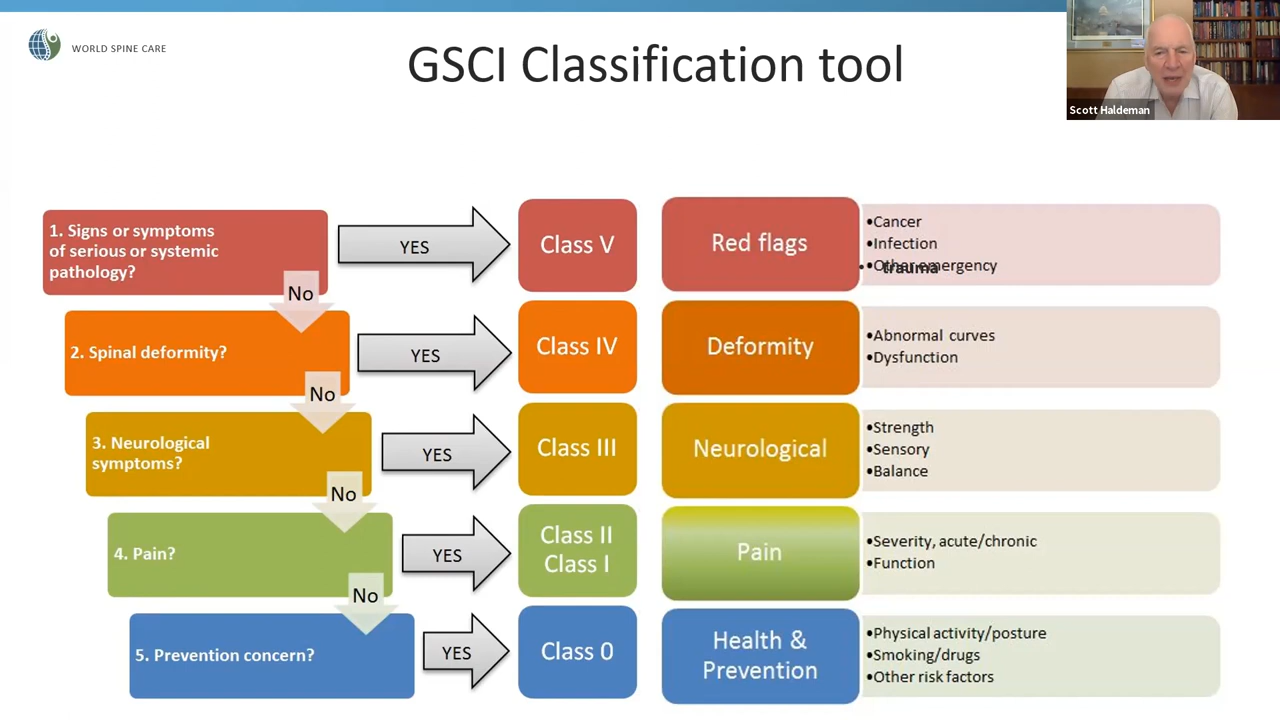 WORLD SPINE CARE
GSCI Classification tool
Scott Haldeman
1. Signs or symptoms
of serious or systemic
pathology?
YES
Class V
Red flags
•Cancer
•Infection
•Other emergency
• trauma
No
2. Spinal deformity?
YES
Class IV
Deformity
•Abnormal curves
•Dysfunction
No
3. Neurological
symptoms?
YES
Class III
Neurological
•Strength
•Sensory
•Balance
No
4. Pain?
YES
Class II
Class I
Pain
•Severity, acute/chronic
•Function
No
5. Prevention concern?
YES
Class 0
Health &
Prevention
•Physical activity/posture
•Smoking/drugs
•Other risk factors